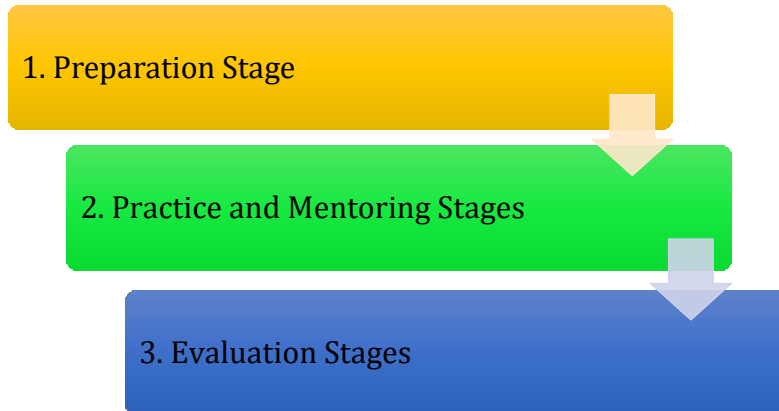 1. Preparation Stage
2. Practice and Mentoring Stages
3. Evaluation Stages